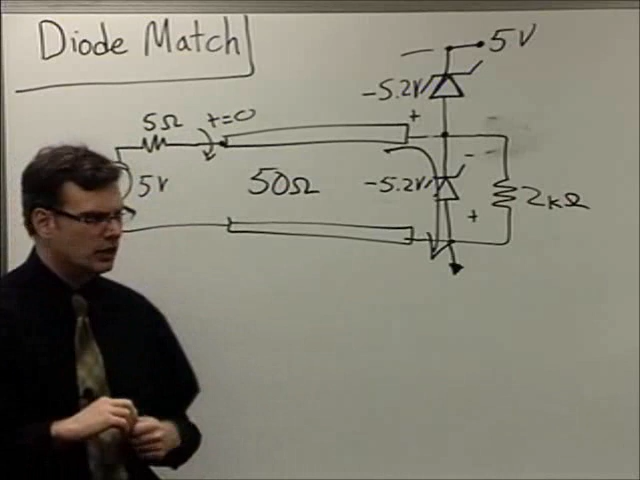 Diode Match
5V
-5.2V
5Ω
t=0
+
5V
50Ω
-5.2V
-
+
2kΩ